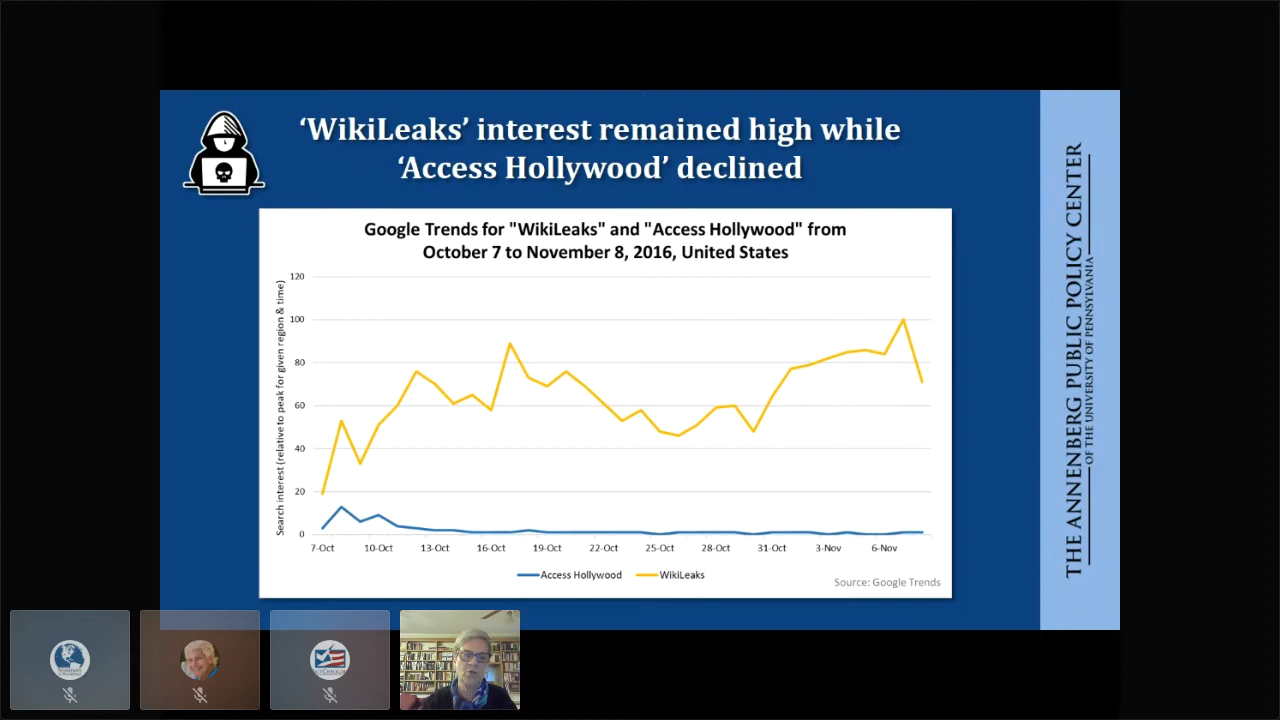 ‘WikiLeaks’ interest remained high while
‘Access Hollywood’ declined
Google Trends for "WikiLeaks" and "Access Hollywood" from
October 7 to November 8, 2016, United States
Search interest (relative to peak for given region & time)
120
100
80
60
40
20
0
7-Oct 10-Oct 13-Oct 16-Oct 19-Oct 22-Oct 25-Oct 28-Oct 31-Oct 3-Nov 6-Nov
Access Hollywood WikiLeaks
Source: Google Trends
THE ANNENBERG PUBLIC POLICY CENTER
OF THE UNIVERSITY OF PENNSYLVANIA